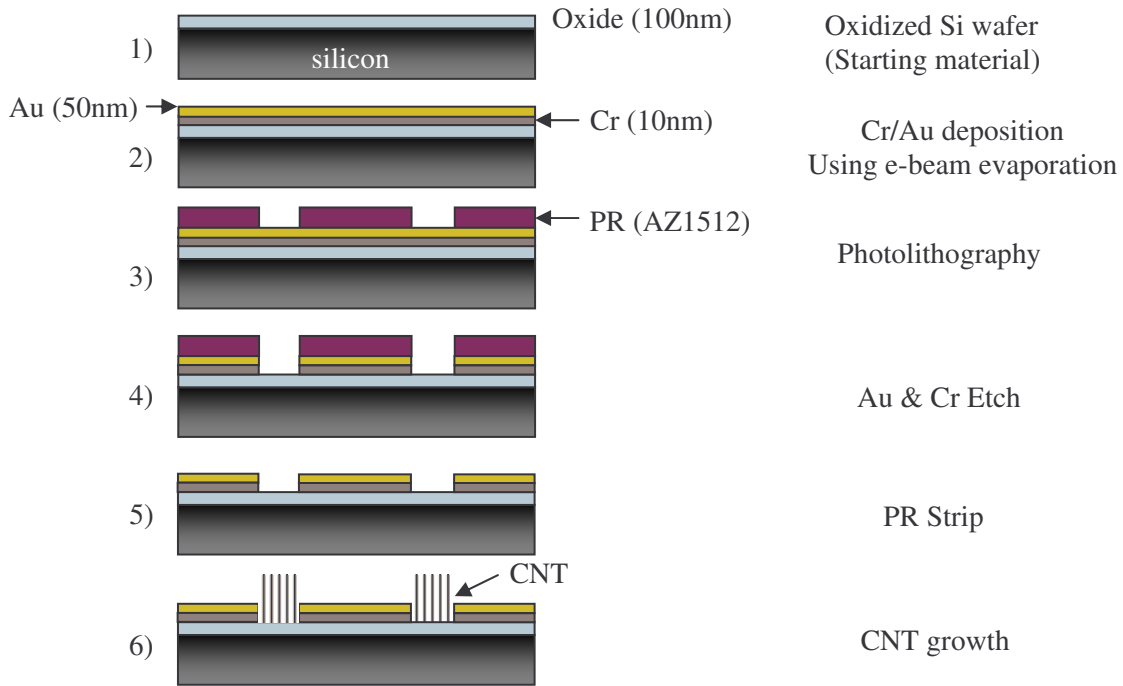 Oxide (100nm)
Oxidized Si wafer
(Starting material)
1)
silicon
Au (50nm)
Cr (10nm)
Cr/Au deposition
Using e-beam evaporation
2)
PR (AZ1512)
Photolithography
3)
4)
Au & Cr Etch
5)
PR Strip
CNT
6)
CNT growth